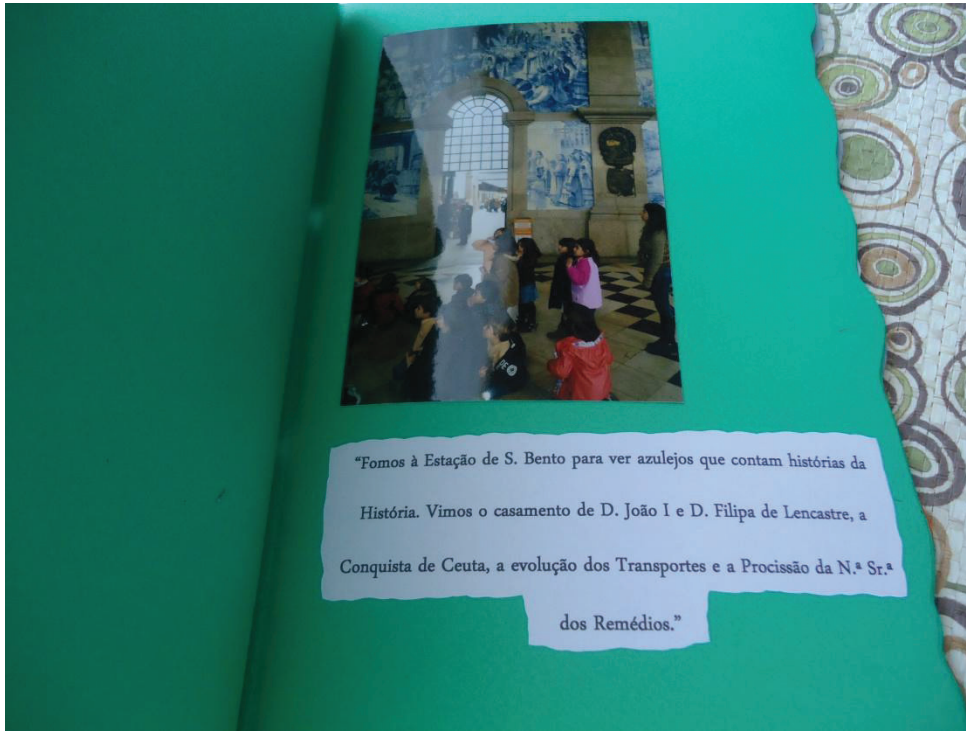 “Fomos à Estação de S. Bento para ver azulejos que contam histórias da
História. Vimos o casamento de D. João I e D. Filipa de Lencastre, a
Conquista de Ceuta, a evolução dos Transportes e a Procissão da N.ª Sr.ª
dos Remédios.”